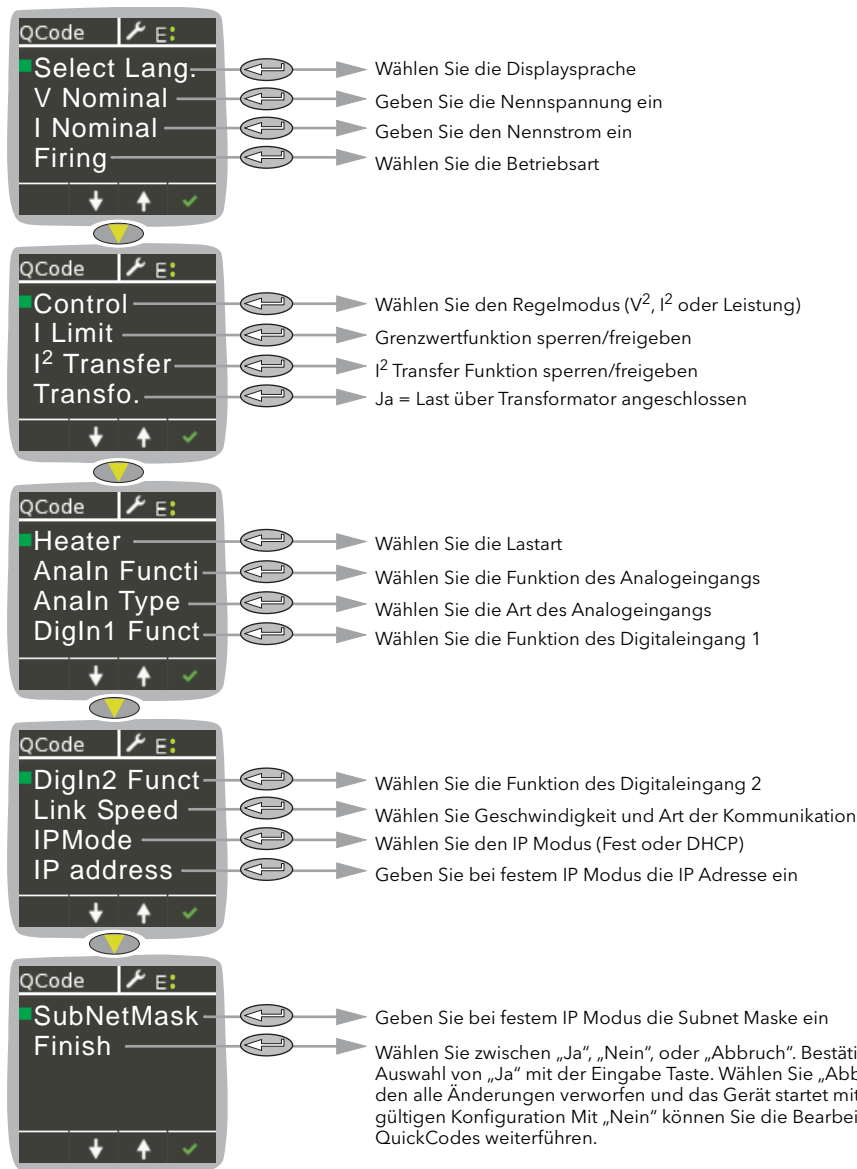 QCode E:
Select Lang. Wählen Sie die Displaysprache
V Nominal Geben Sie die Nennspannung ein
I Nominal Geben Sie den Nennstrom ein
Firing Wählen Sie die Betriebsart
QCode E:
Control Wählen Sie den Regelmodus (V², I² oder Leistung)
I Limit Grenzwertfunktion sperren/freigeben
I² Transfer I² Transfer Funktion sperren/freigeben
Transfo. Ja = Last über Transformator angeschlossen
QCode E:
Heater Wählen Sie die Lastart
AnaIn Functi Wählen Sie die Funktion des Analogeingangs
AnaIn Type Wählen Sie die Art des Analogeingangs
DigIn1 Funct Wählen Sie die Funktion des Digitaleingang 1
QCode E:
DigIn2 Funct Wählen Sie die Funktion des Digitaleingang 2
Link Speed Wählen Sie Geschwindigkeit und Art der Kommunikation
IPMode Wählen Sie den IP Modus (Fest oder DHCP)
IP address Geben Sie bei festem IP Modus die IP Adresse ein
QCode E:
SubNetMask Geben Sie bei festem IP Modus die Subnet Maske ein
Finish Wählen Sie zwischen „Ja“, „Nein“, oder „Abbruch“.
Auswahl von „Ja“ mit der Eingabe Taste. Wählen Sie
den alle Änderungen verworfen und das Gerät startet mit
gültigen Konfiguration Mit „Nein“ können Sie die
QuickCodes weiterführen.